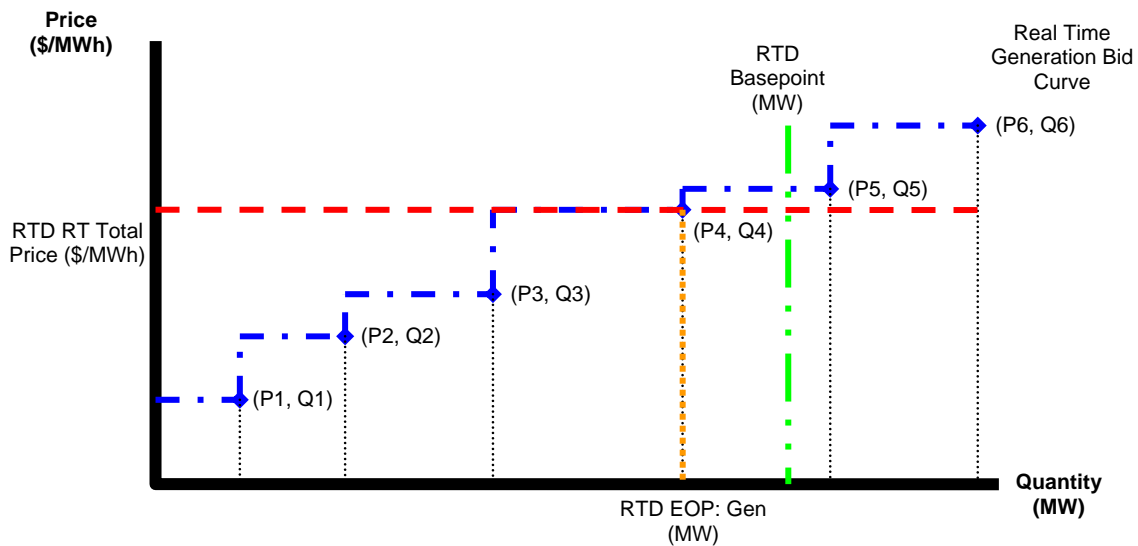 Price
($/MWh)
RTD
Basepoint
(MW)
Real Time
Generation Bid
Curve
(P6, Q6)
(P5, Q5)
RTD RT Total
Price ($/MWh)
(P4, Q4)
(P3, Q3)
(P2, Q2)
(P1, Q1)
Quantity
(MW)
RTD EOP: Gen
(MW)